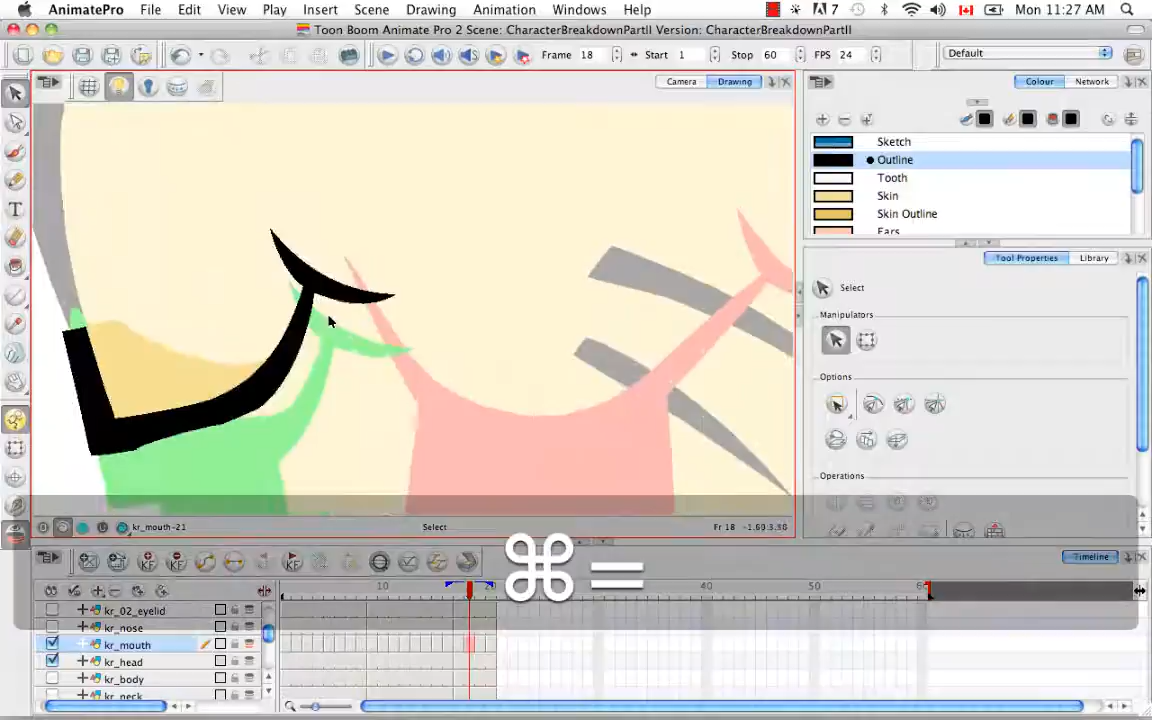 AnimatePro File Edit View Play Insert Scene Drawing Animation Windows Help 7 Mon 11:27 AM
Toon Boom Animate Pro 2 Scene: CharacterBreakdownPartII Version: CharacterBreakdownPartII
Frame 18 Start 1 Stop 60 FPS 24 Default
Camera Drawing
Colour Network
Sketch
Outline
Tooth
Skin
Skin Outline
Ears
Tool Properties Library
Select
Manipulators
Options
Operations
kr_mouth-21 Select Fr 18
⌘=
Timeline
10 20 40 50
kr_02_eyelid
kr_nose
kr_mouth
kr_head
kr_body
kr_neck